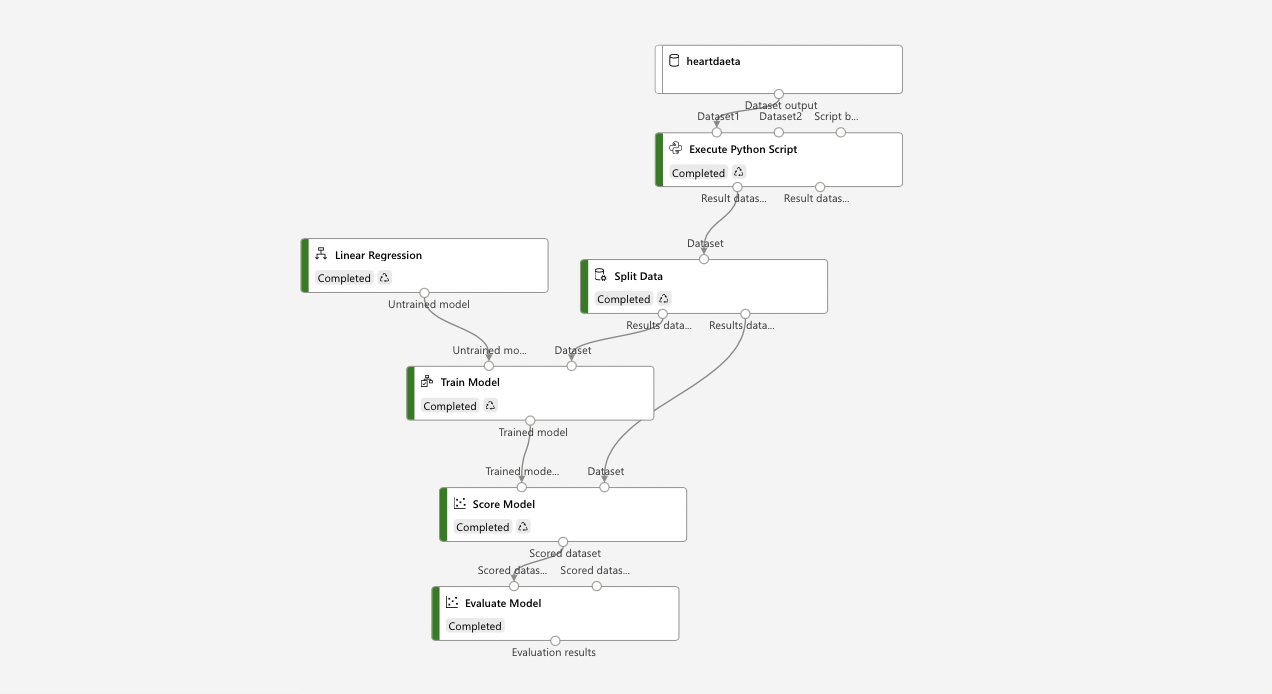 heartdaeta
Dataset output
Dataset1 Dataset2 Script b...
Execute Python Script
Completed
Result datas... Result datas...
Dataset
Linear Regression
Completed
Untrained model
Split Data
Completed
Results data... Results data...
Untrained mo... Dataset
Train Model
Completed
Trained model
Trained mode... Dataset
Score Model
Completed
Scored dataset
Scored datas... Scored datas...
Evaluate Model
Completed
Evaluation results